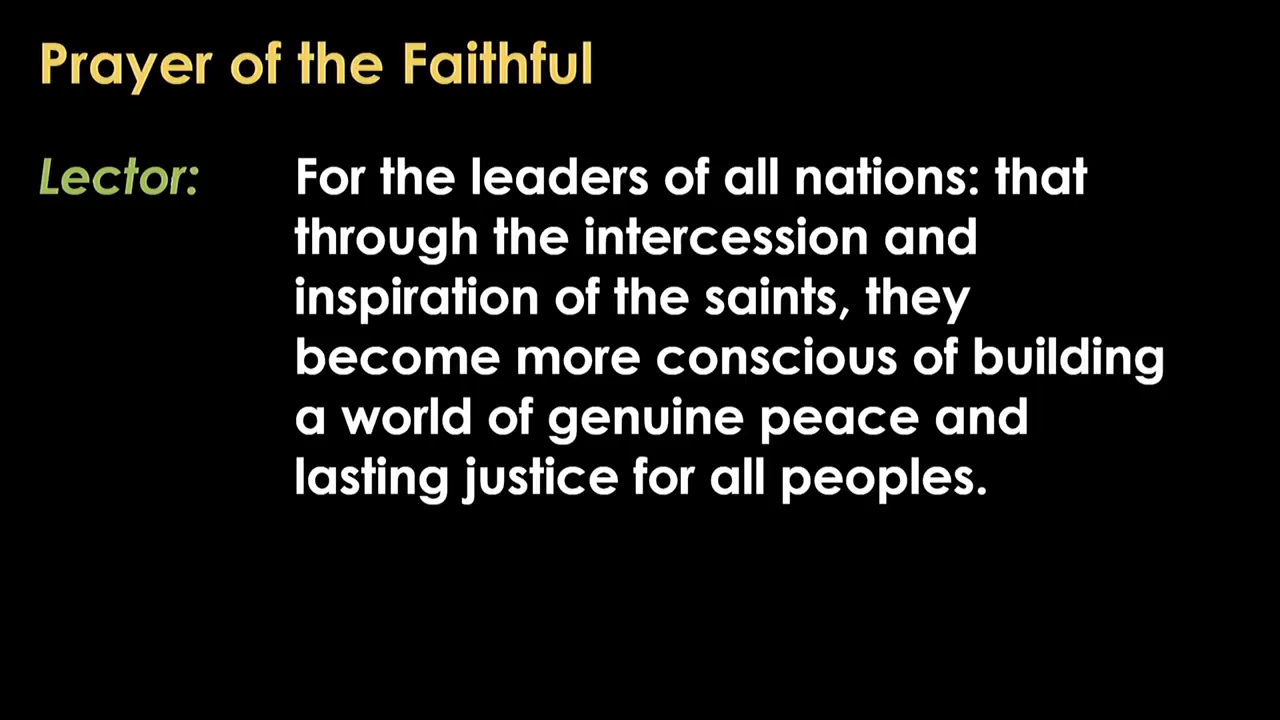 Prayer of the Faithful
Lector: For the leaders of all nations: that
through the intercession and
inspiration of the saints, they
become more conscious of building
a world of genuine peace and
lasting justice for all peoples.